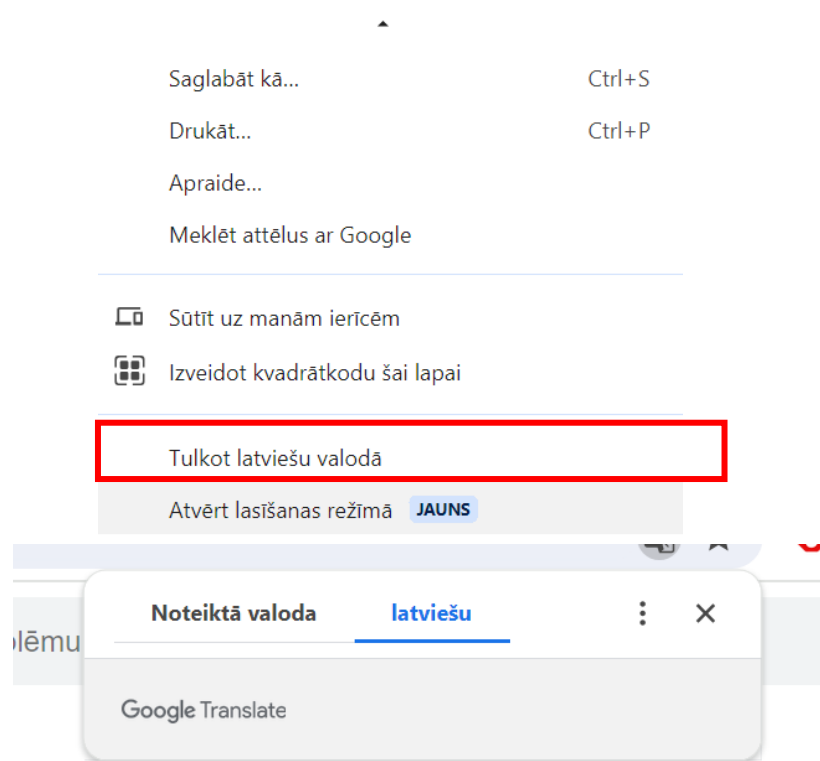 Saglabāt kā... Ctrl+S
Drukāt... Ctrl+P
Apraide...
Meklēt attēlus ar Google
Sūtīt uz manām ierīcēm
Izveidot kvadrātkodu šai lapai
Tulkot latviešu valodā
Atvērt lasīšanas režīmā JAUNS
Noteiktā valoda latviešu
Google Translate